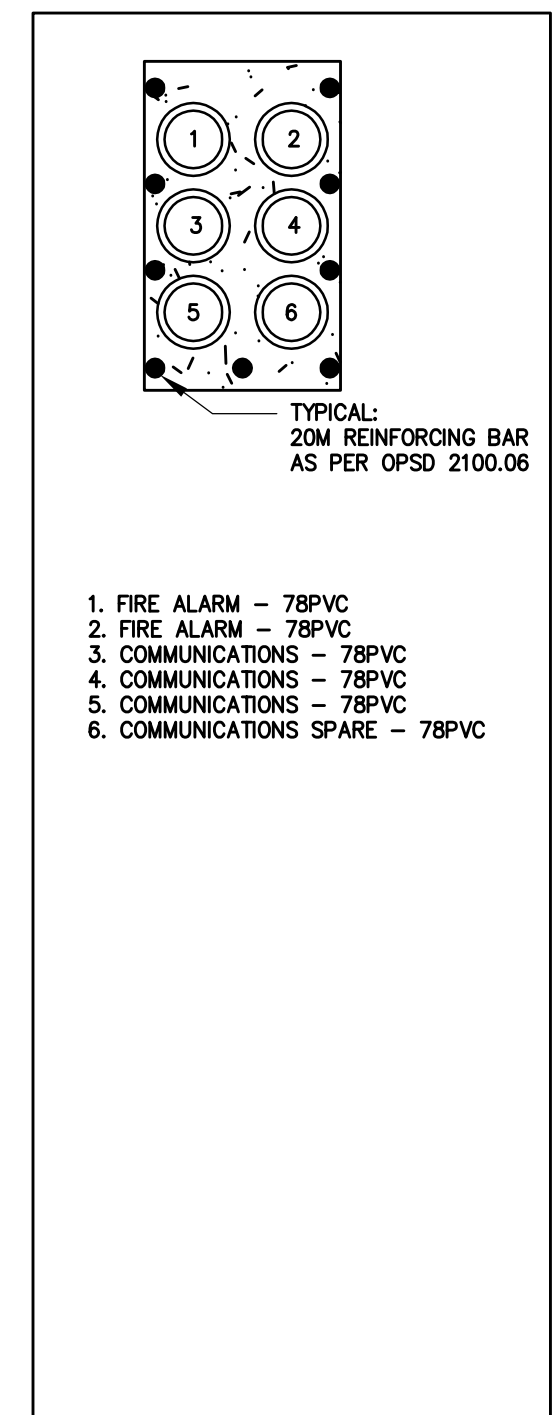 1 2
3 4
5 6
TYPICAL:
20M REINFORCING BAR
AS PER OPSD 2100.06
1. FIRE ALARM – 78PVC
2. FIRE ALARM – 78PVC
3. COMMUNICATIONS – 78PVC
4. COMMUNICATIONS – 78PVC
5. COMMUNICATIONS – 78PVC
6. COMMUNICATIONS SPARE – 78PVC